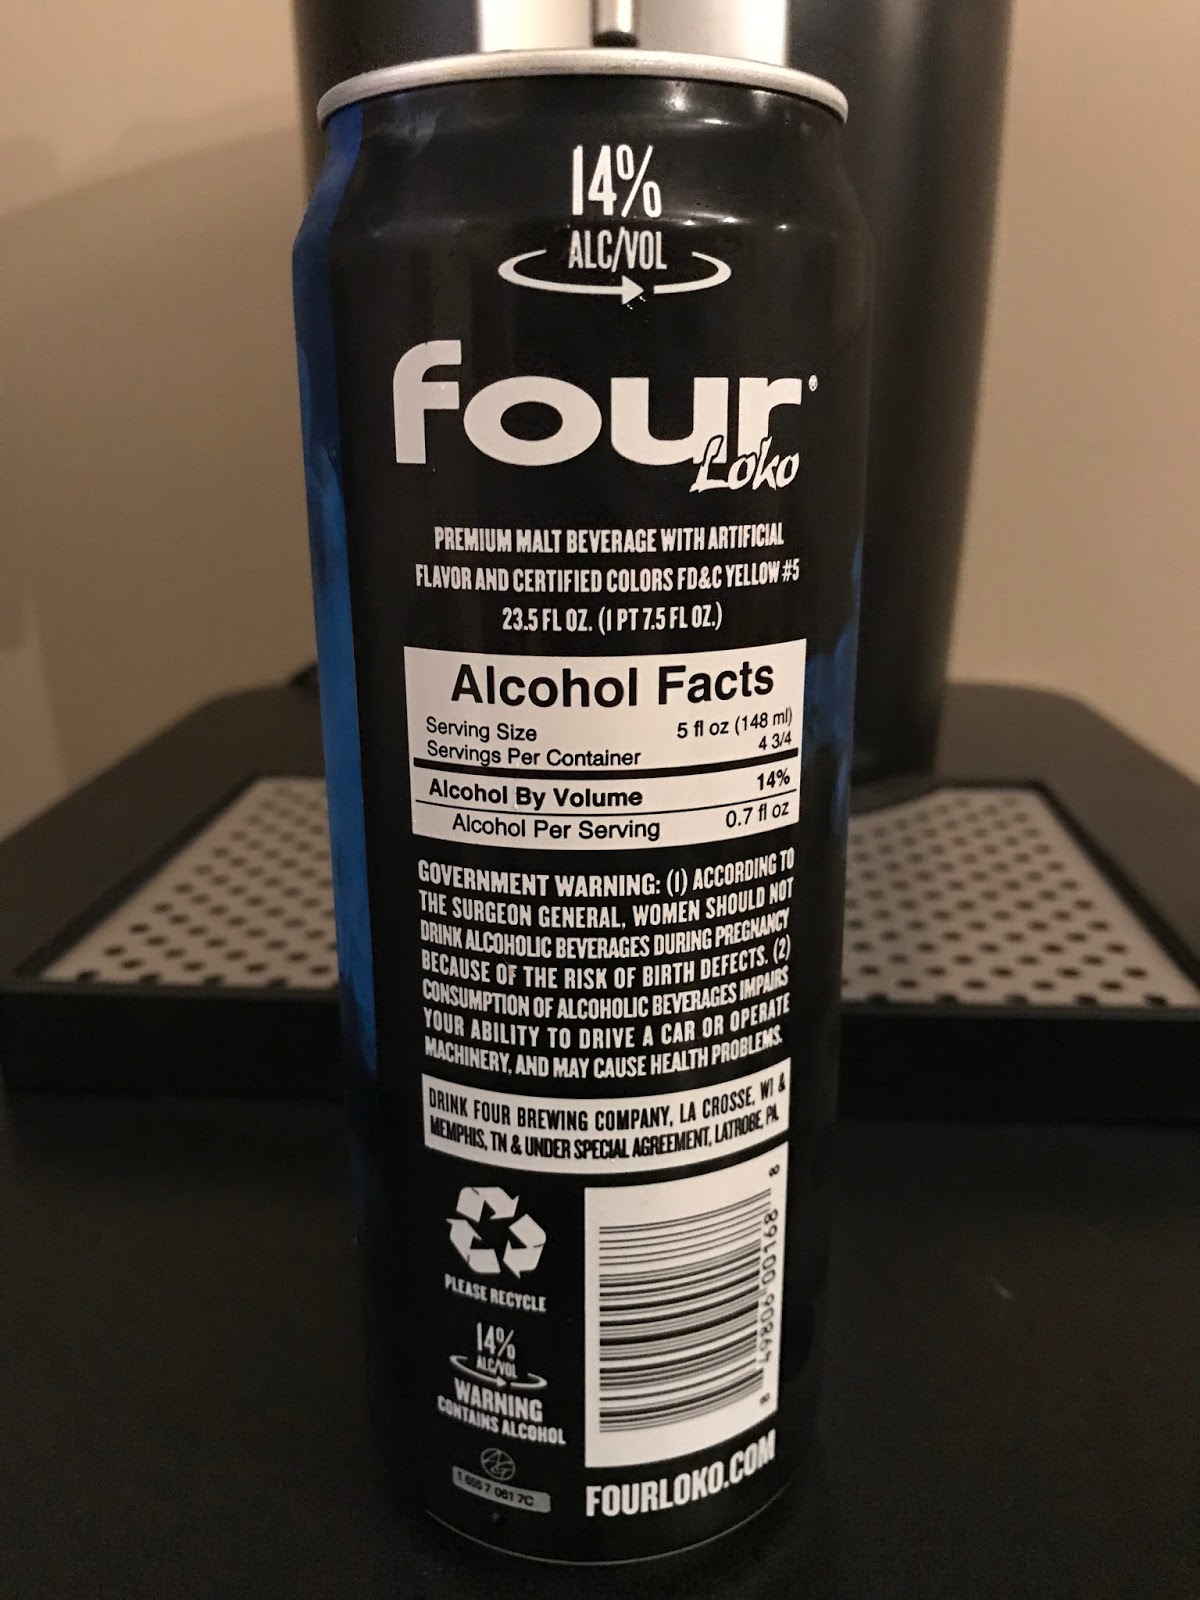 14%
ALC/VOL
four®
Loko
PREMIUM MALT BEVERAGE WITH ARTIFICIAL
FLAVOR AND CERTIFIED COLORS FD&C YELLOW #5
23.5 FL OZ. (1 PT 7.5 FL OZ.)
Alcohol Facts
Serving Size 5 fl oz (148 ml)
Servings Per Container 4 3/4
Alcohol By Volume 14%
Alcohol Per Serving 0.7 fl oz
GOVERNMENT WARNING: (1) ACCORDING TO
THE SURGEON GENERAL, WOMEN SHOULD NOT
DRINK ALCOHOLIC BEVERAGES DURING PREGNANCY
BECAUSE OF THE RISK OF BIRTH DEFECTS. (2)
CONSUMPTION OF ALCOHOLIC BEVERAGES IMPAIRS
YOUR ABILITY TO DRIVE A CAR OR OPERATE
MACHINERY, AND MAY CAUSE HEALTH PROBLEMS.
DRINK FOUR BREWING COMPANY, LA CROSSE, WI &
MEMPHIS, TN & UNDER SPECIAL AGREEMENT, LATROBE, PA.
PLEASE RECYCLE
14%
ALC/VOL
WARNING
CONTAINS ALCOHOL
8 49806 00168 8
FOURLOKO.COM